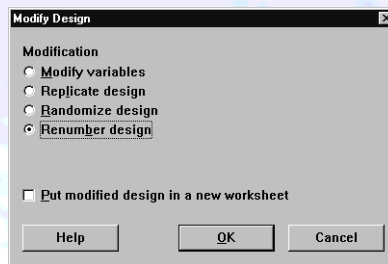 Modify Design
Modification
Modify variables
Replicate design
Randomize design
Renumber design
Put modified design in a new worksheet
Help OK Cancel